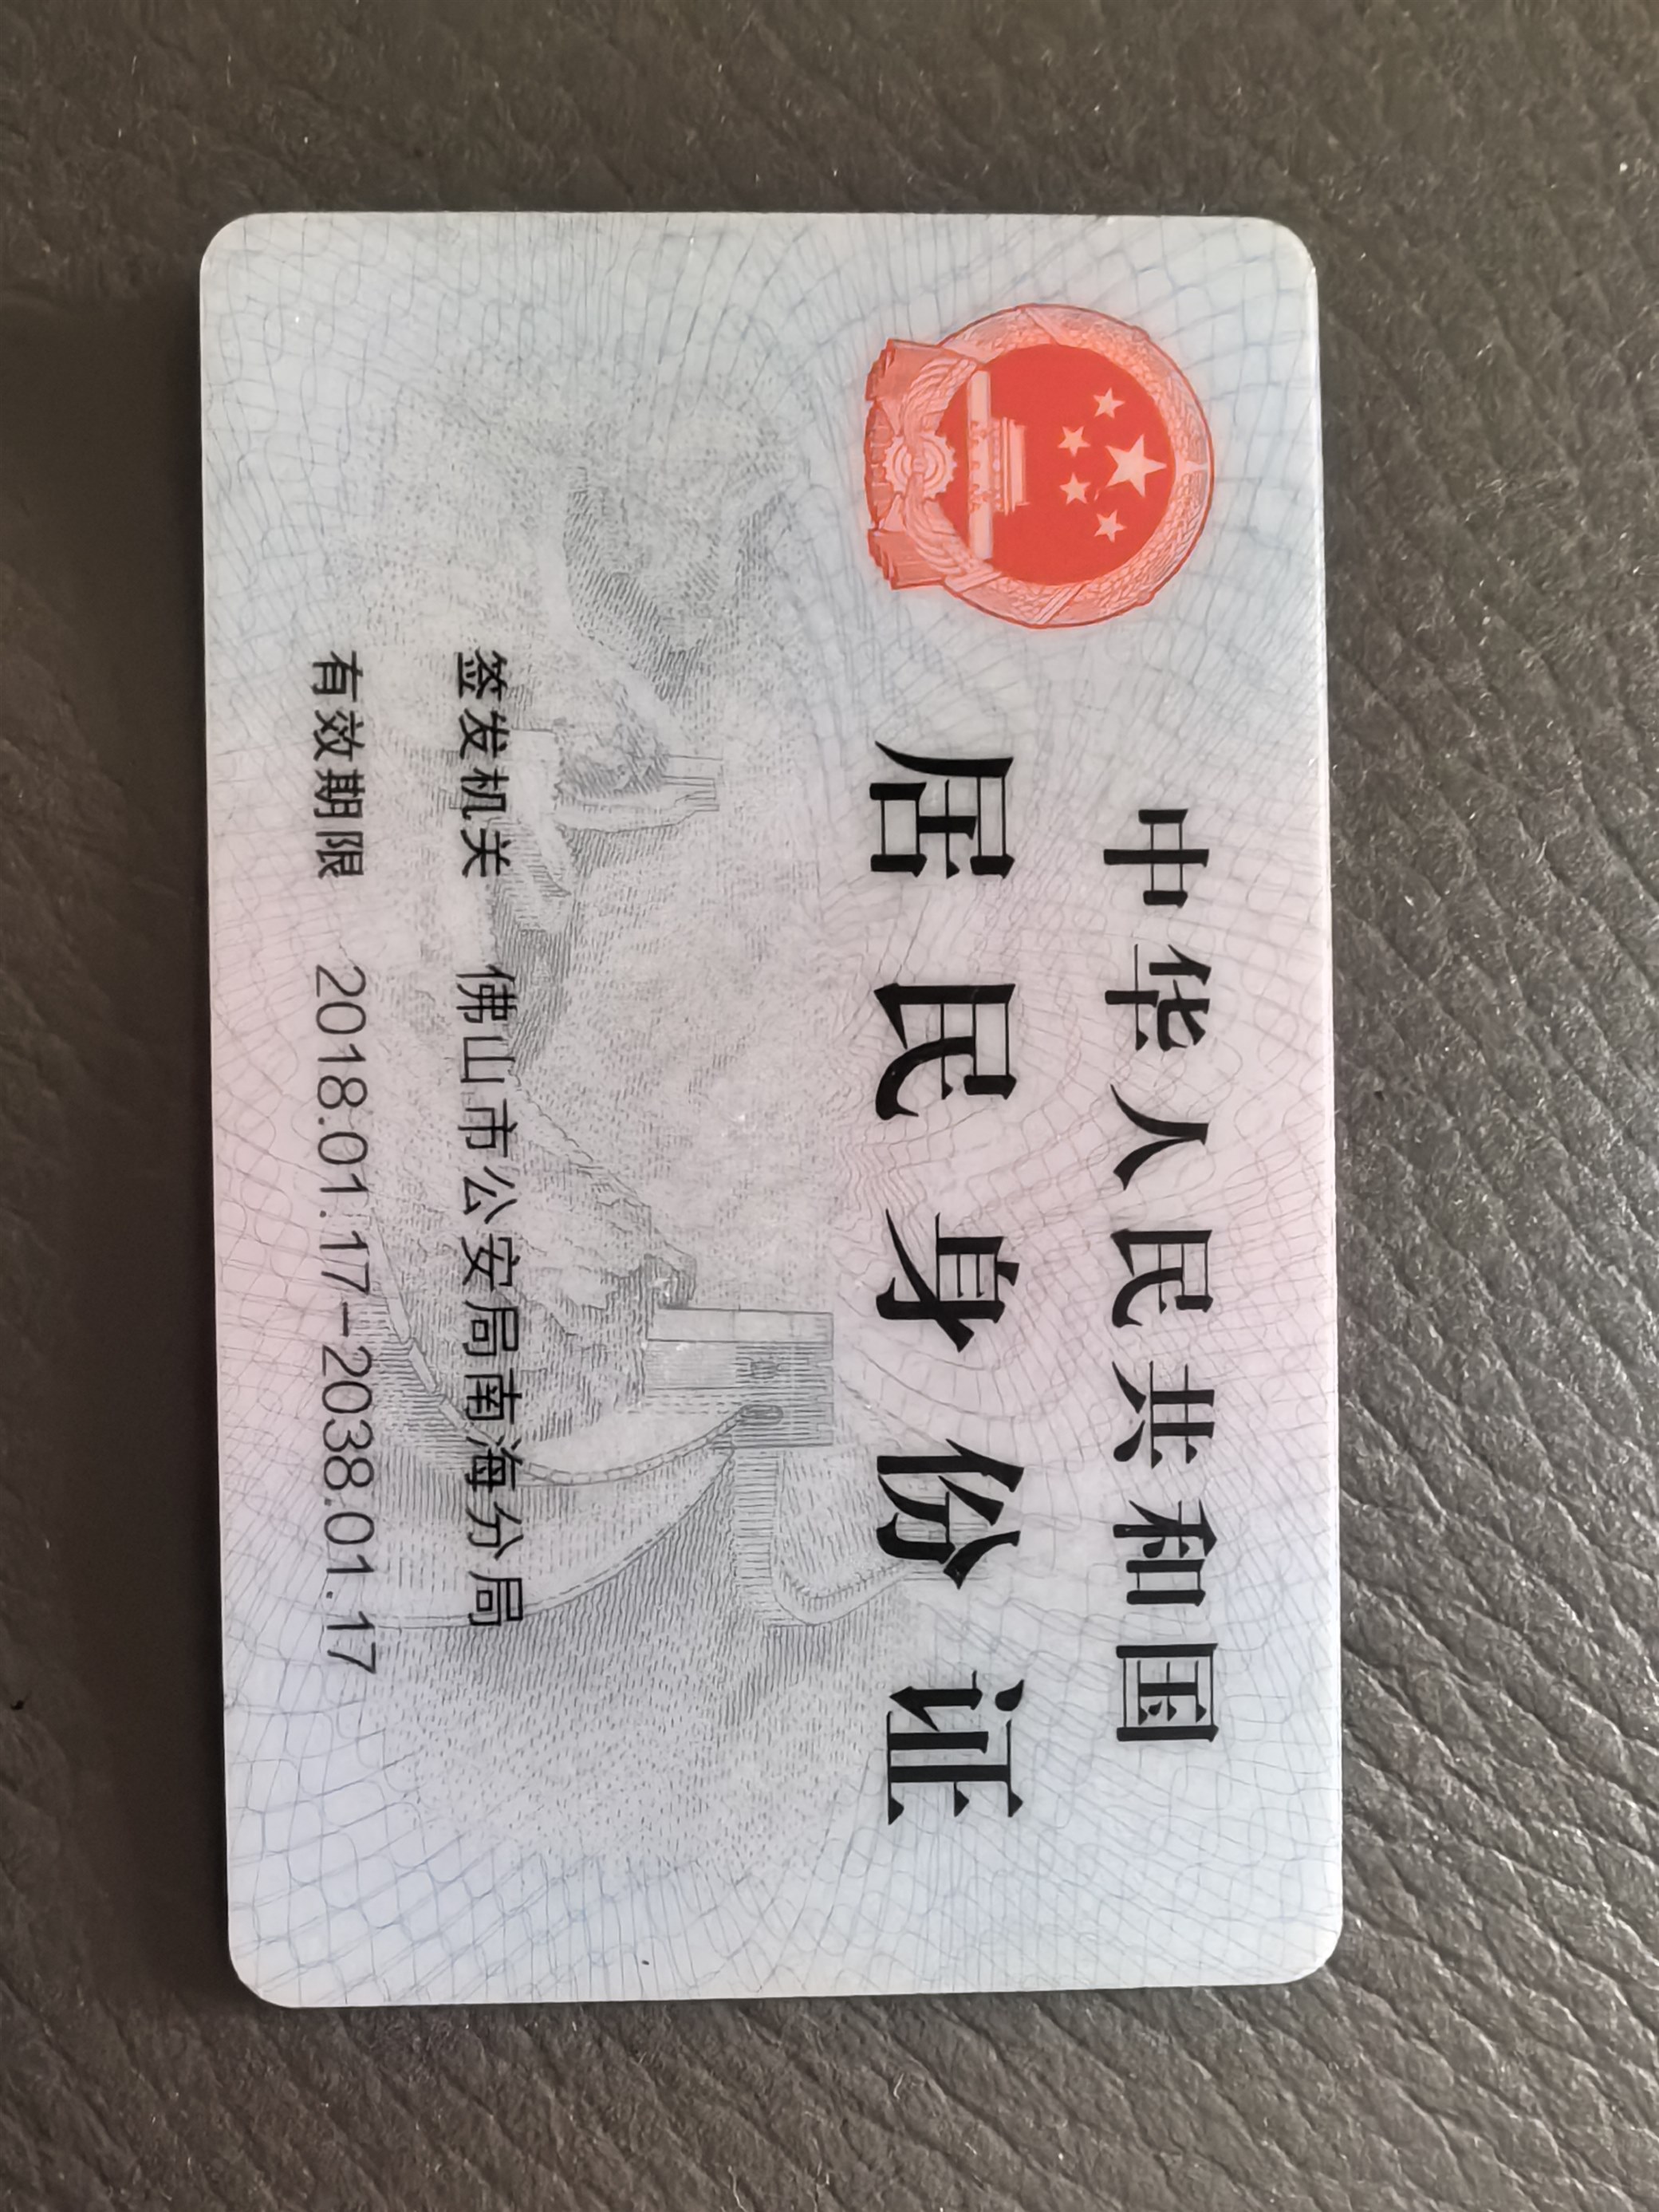 中华人民共和国
居民身份证
签发机关 佛山市公安局南海分局
有效期限 2018.01.17-2038.01.17